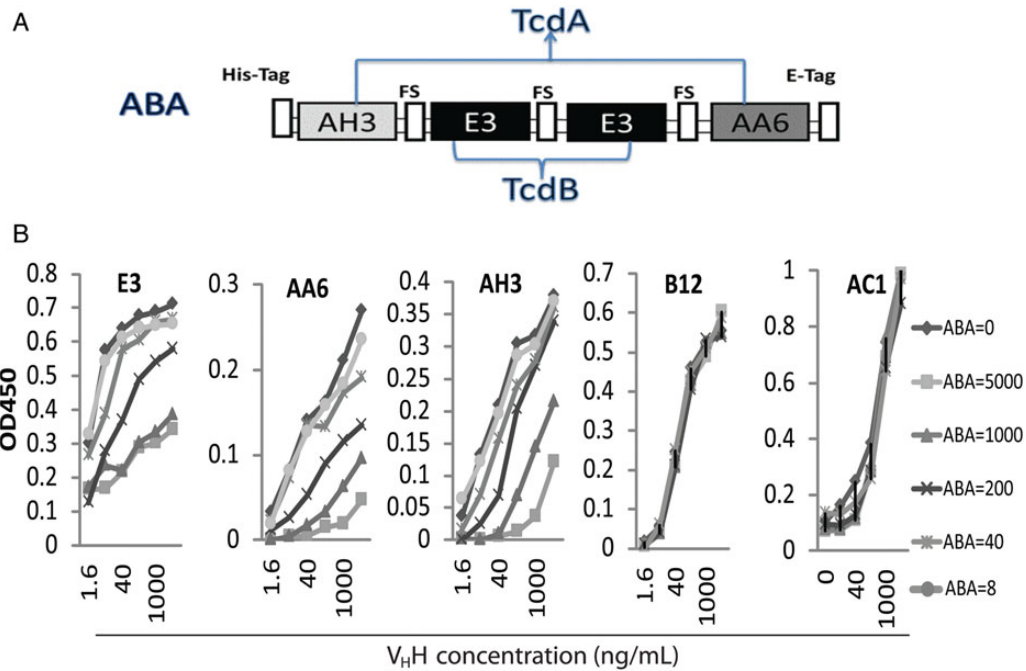 A
TcdA
His-Tag
E-Tag
ABA
FS
FS
FS
AH3
E3
E3
AA6
TcdB
B
E3
AA6
AH3
B12
AC1
OD450
0.8
0.7
0.6
0.5
0.4
0.3
0.2
0.1
0
0.3
0.2
0.1
0
0.4
0.35
0.3
0.25
0.2
0.15
0.1
0.05
0
0.7
0.6
0.5
0.4
0.3
0.2
0.1
0
1
0.8
0.6
0.4
0.2
0
1.6
40
1000
1.6
40
1000
1.6
40
1000
1.6
40
1000
0
40
1000
ABA=0
ABA=5000
ABA=1000
ABA=200
ABA=40
ABA=8
VHH concentration (ng/mL)